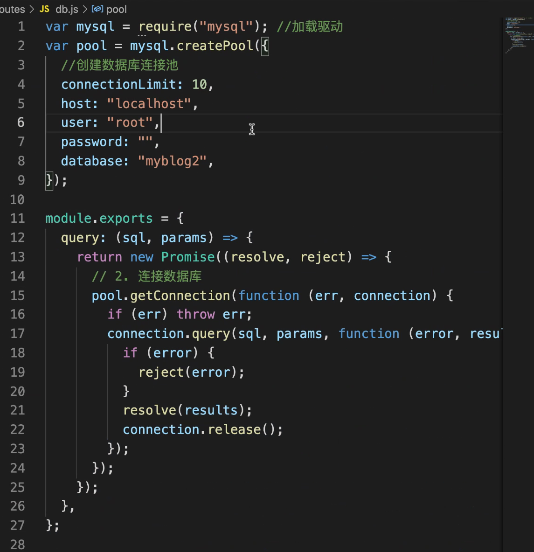 outes > JS db.js > pool
1 var mysql = require("mysql"); //加载驱动
2 var pool = mysql.createPool({
3 //创建数据库连接池
4 connectionLimit: 10,
5 host: "localhost",
6 user: "root",
7 password: "",
8 database: "myblog2",
9 });
10
11 module.exports = {
12 query: (sql, params) => {
13 return new Promise((resolve, reject) => {
14 // 2. 连接数据库
15 pool.getConnection(function (err, connection) {
16 if (err) throw err;
17 connection.query(sql, params, function (error, resu
18 if (error) {
19 reject(error);
20 }
21 resolve(results);
22 connection.release();
23 });
24 });
25 });
26 },
27 };
28